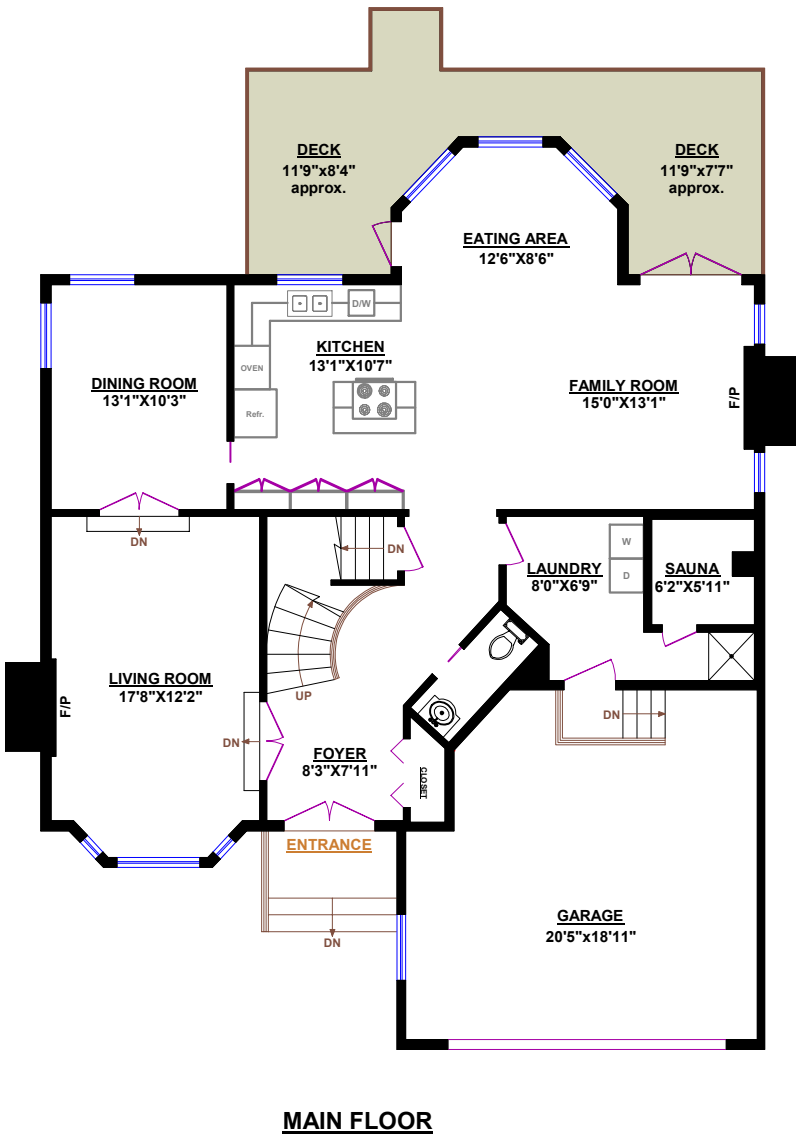 DECK
11'9"x8'4"
approx.
DECK
11'9"x7'7"
approx.
EATING AREA
12'6"X8'6"
D/W
KITCHEN
13'1"X10'7"
OVEN
Refr.
DINING ROOM
13'1"X10'3"
FAMILY ROOM
15'0"X13'1"
F/P
DN
DN
LAUNDRY
8'0"X6'9"
W
D
SAUNA
6'2"X5'11"
LIVING ROOM
17'8"X12'2"
F/P
UP
DN
FOYER
8'3"X7'11"
CLOSET
DN
ENTRANCE
DN
GARAGE
20'5"x18'11"
MAIN FLOOR